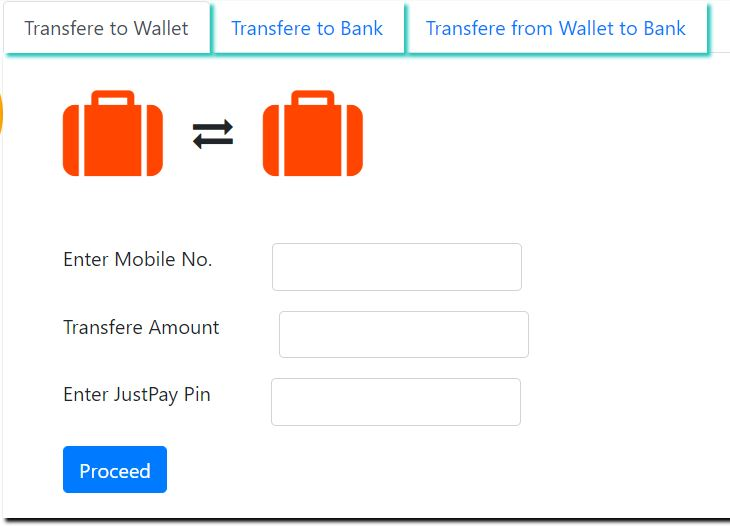 Transfere to Wallet Transfere to Bank Transfere from Wallet to Bank
Enter Mobile No.
Transfere Amount
Enter JustPay Pin
Proceed